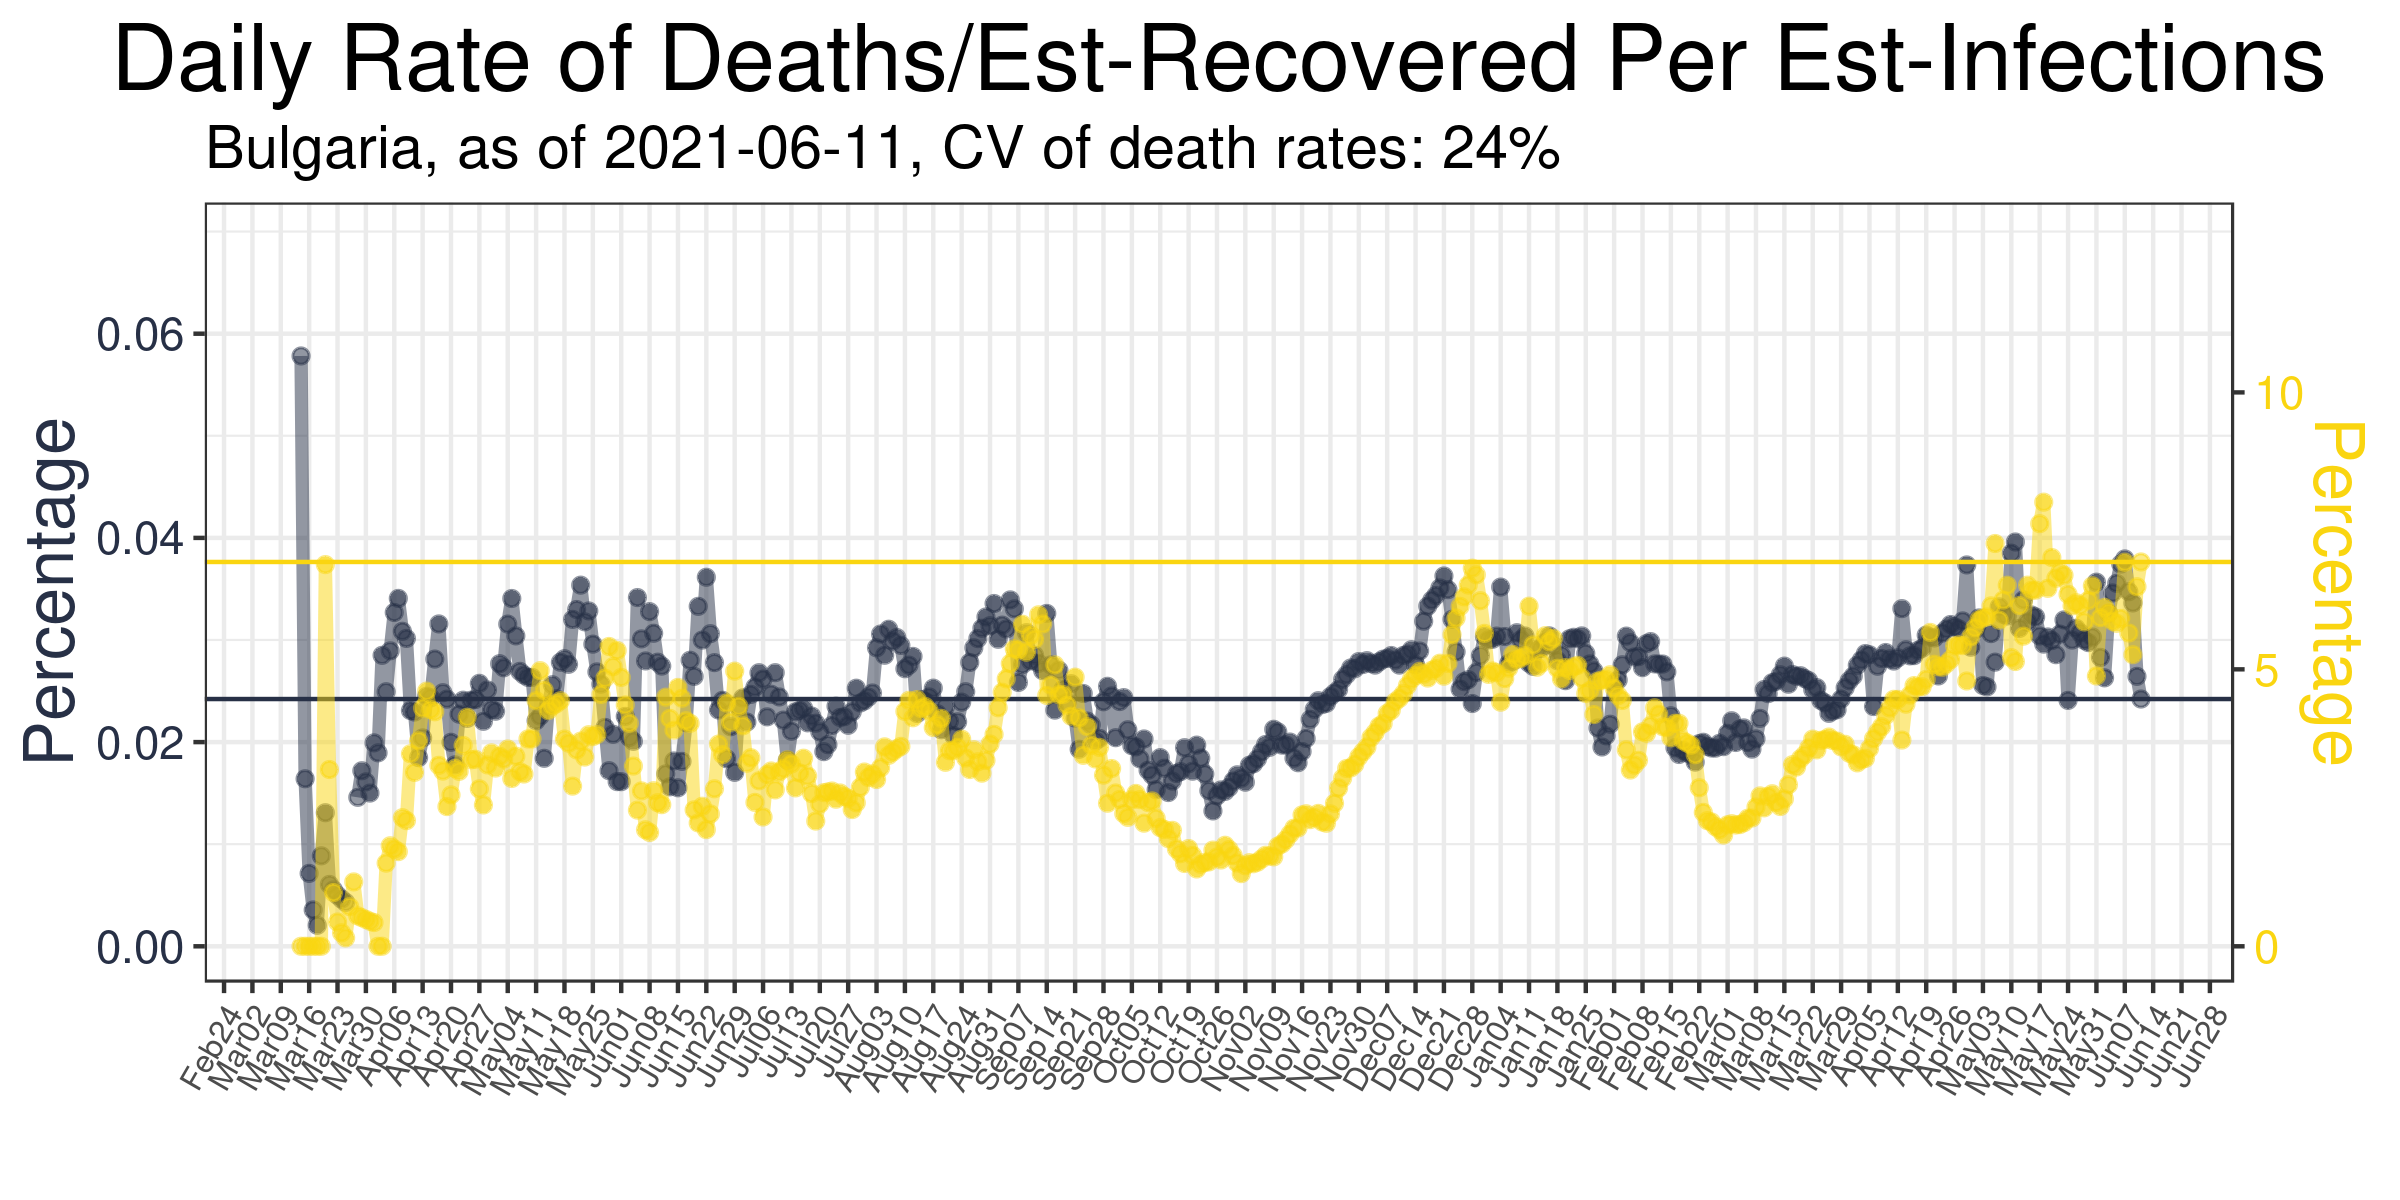 Daily Rate of Deaths/Est-Recovered Per Est-Infections
Bulgaria, as of 2021-06-11, CV of death rates: 24%
Percentage
0.06
0.04
0.02
0.00
10
5
0
Percentage
Feb24
Mar02
Mar09
Mar16
Mar23
Mar30
Apr06
Apr13
Apr20
Apr27
May04
May11
May18
May25
Jun01
Jun08
Jun15
Jun22
Jun29
Jul06
Jul13
Jul20
Jul27
Aug03
Aug10
Aug17
Aug24
Aug31
Sep07
Sep14
Sep21
Sep28
Oct05
Oct12
Oct19
Oct26
Nov02
Nov09
Nov16
Nov23
Nov30
Dec07
Dec14
Dec21
Dec28
Jan04
Jan11
Jan18
Jan25
Feb01
Feb08
Feb15
Feb22
Mar01
Mar08
Mar15
Mar22
Mar29
Apr05
Apr12
Apr19
Apr26
May03
May10
May17
May24
May31
Jun07
Jun14
Jun21
Jun28